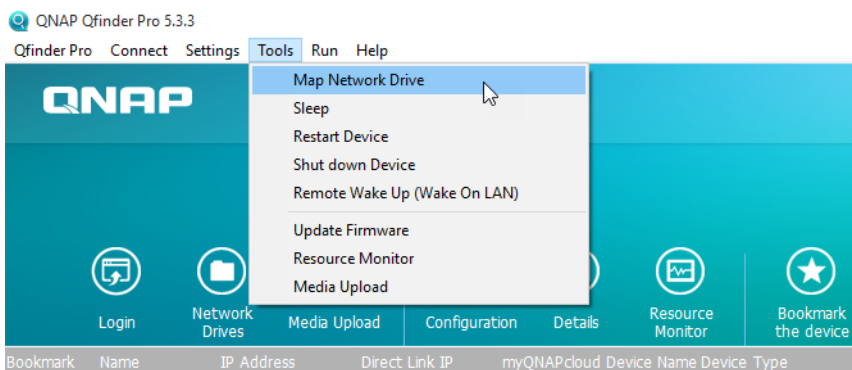 QNAP Qfinder Pro 5.3.3
Qfinder Pro Connect Settings Tools Run Help
QNAP
Map Network Drive
Sleep
Restart Device
Shut down Device
Remote Wake Up (Wake On LAN)
Update Firmware
Resource Monitor
Media Upload
Login
Network
Drives
Media Upload
Configuration
Details
Resource
Monitor
Bookmark
the device
Bookmark Name IP Address Direct Link IP myQNAPcloud Device Name Device Type